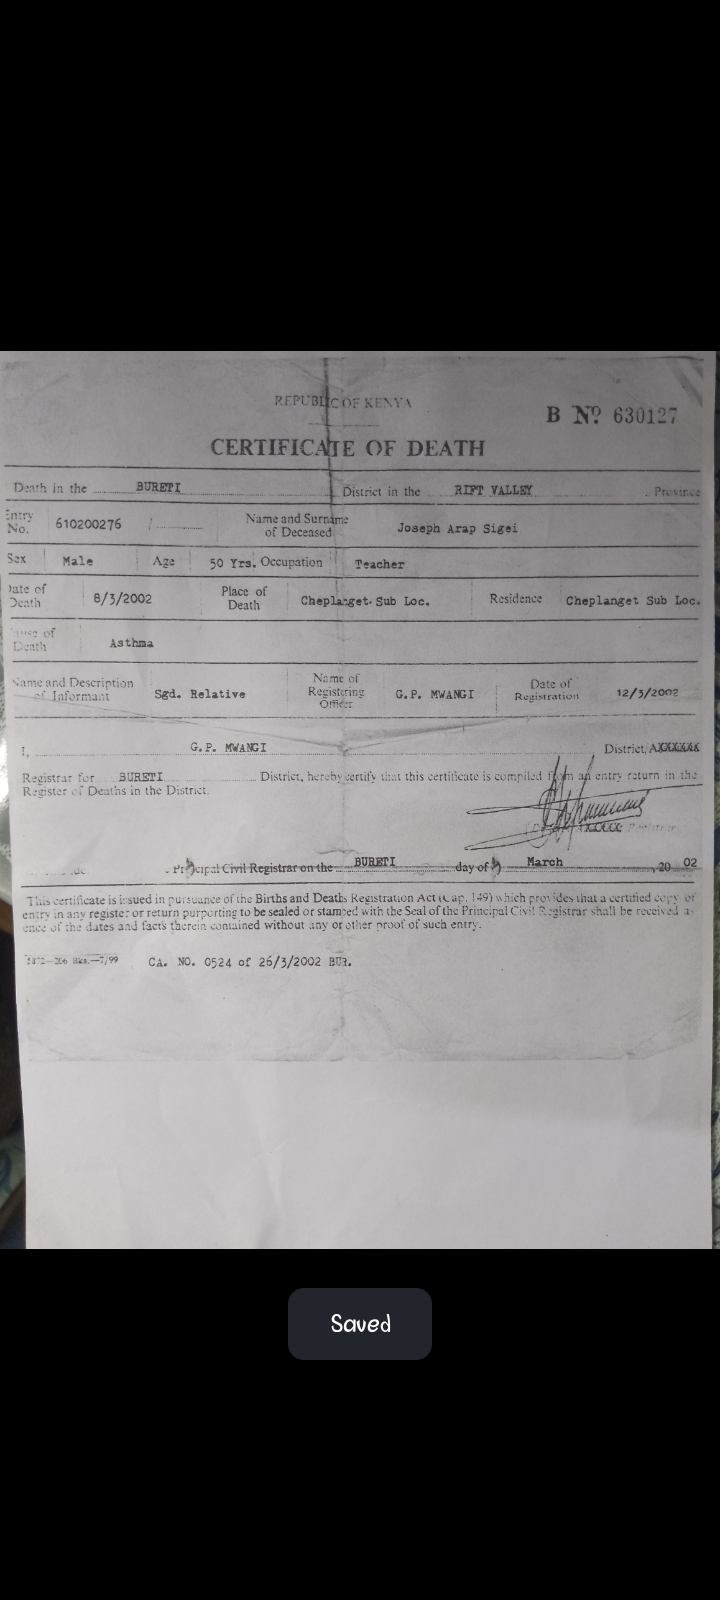 REPUBLIC OF KENYA
B Nº 630127
CERTIFICATE OF DEATH
Death in the BURETI District in the RIFT VALLEY Province
Entry No. 610200276 Name and Surname of Deceased Joseph Arap Sigei
Sex Male Age 50 Yrs. Occupation Teacher
Date of Death 8/3/2002 Place of Death Cheplanget Sub Loc. Residence Cheplanget Sub Loc.
Cause of Death Asthma
Name and Description of Informant Sgd. Relative Name of Registering Officer G.P. MWANGI Date of Registration 12/3/2002
I, G.P. MWANGI District,
Registrar for BURETI District, hereby certify that this certificate is compiled from an entry return in the
Register of Deaths in the District.
Registrar
Principal Civil Registrar on the BURETI day of March 20 02
This certificate is issued in pursuance of the Births and Deaths Registration Act (Cap. 149) which provides that a certified copy of
entry in any register or return purporting to be sealed or stamped with the Seal of the Principal Civil Registrar shall be received as
ence of the dates and facts therein contained without any or other proof of such entry.
Bks.—7/99 CA. NO. 0524 of 26/3/2002 BUR.
Saved